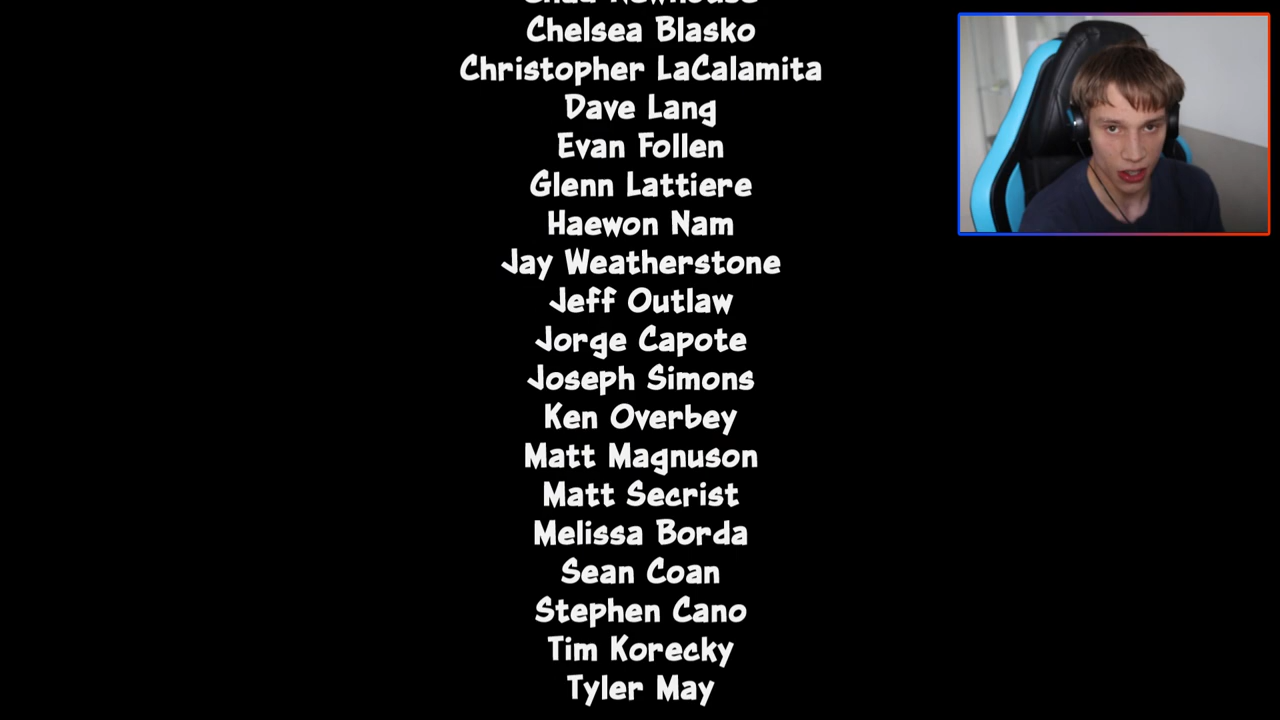 Chelsea Blasko
Christopher LaCalamita
Dave Lang
Evan Follen
Glenn Lattiere
Haewon Nam
Jay Weatherstone
Jeff Outlaw
Jorge Capote
Joseph Simons
Ken Overbey
Matt Magnuson
Matt Secrist
Melissa Borda
Sean Coan
Stephen Cano
Tim Korecky
Tyler May